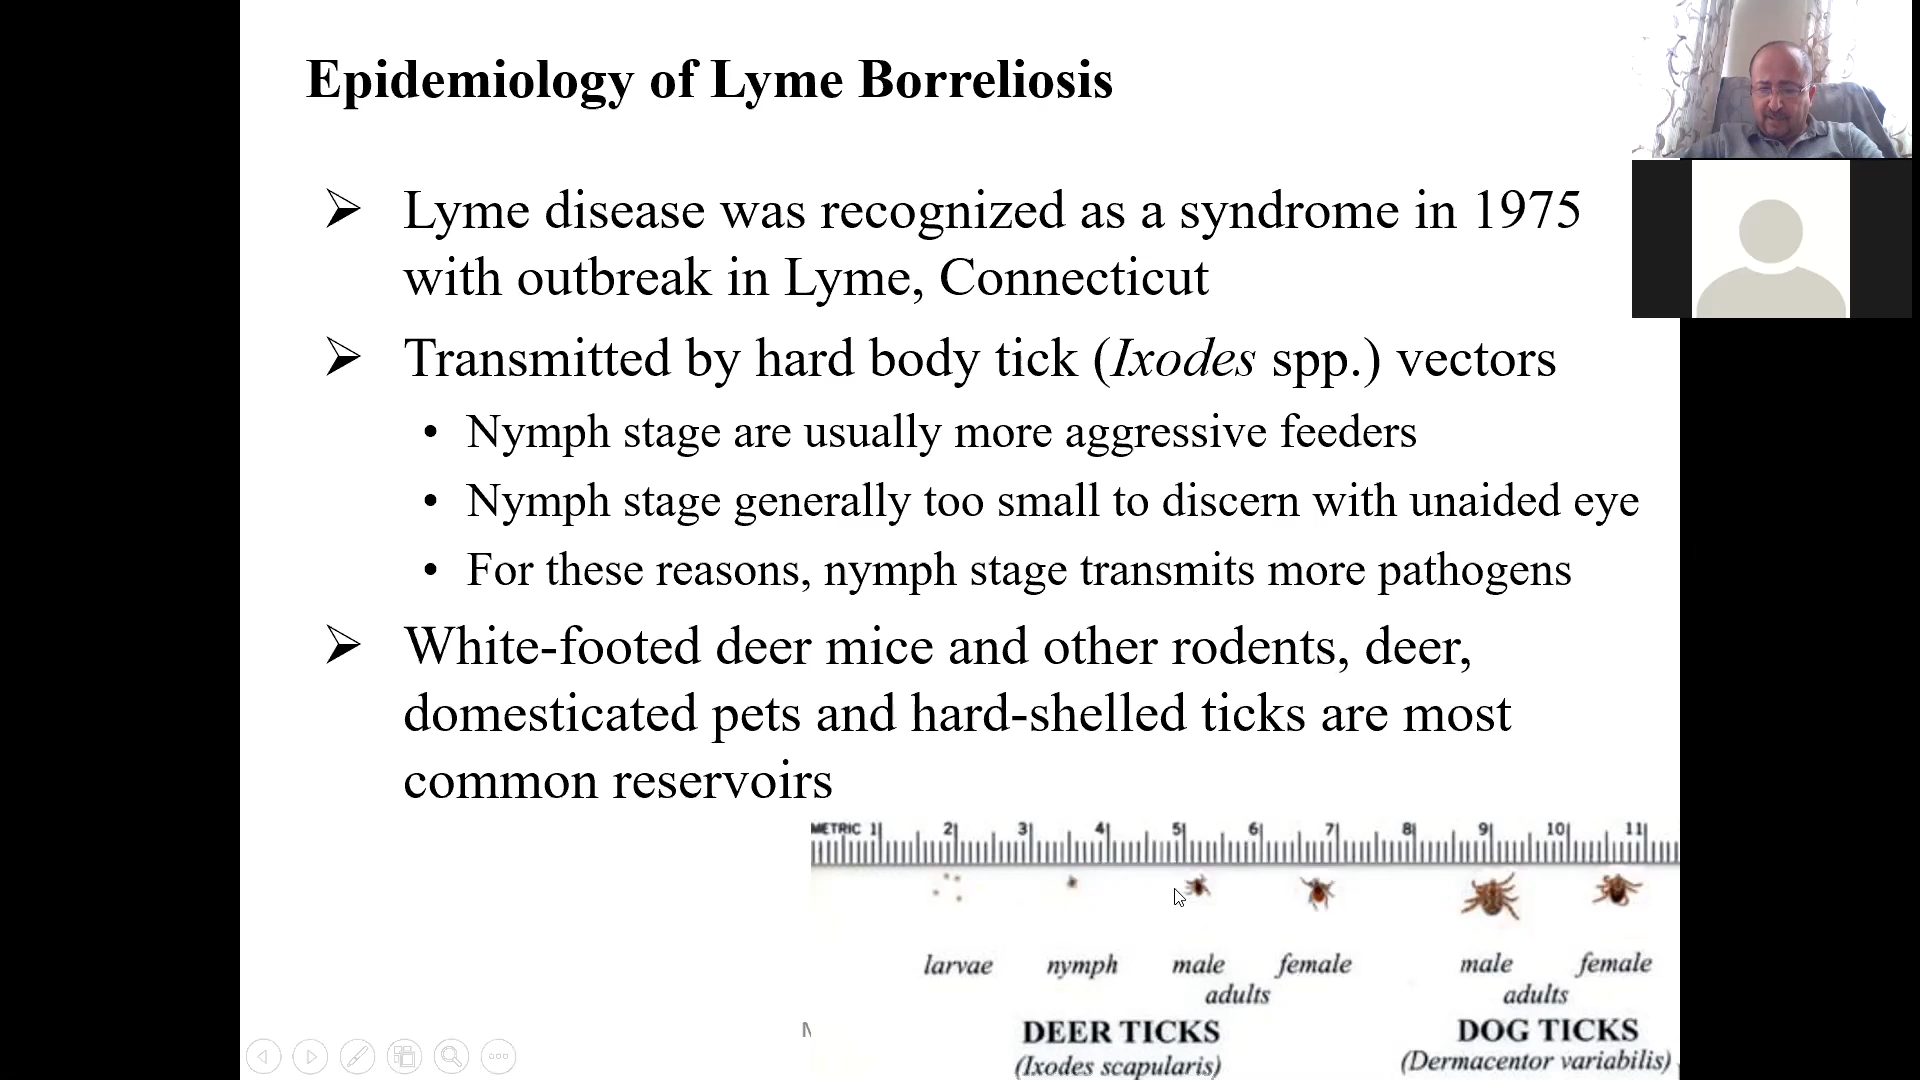 Epidemiology of Lyme Borreliosis
➢ Lyme disease was recognized as a syndrome in 1975
with outbreak in Lyme, Connecticut
➢ Transmitted by hard body tick (Ixodes spp.) vectors
• Nymph stage are usually more aggressive feeders
• Nymph stage generally too small to discern with unaided eye
• For these reasons, nymph stage transmits more pathogens
➢ White-footed deer mice and other rodents, deer,
domesticated pets and hard-shelled ticks are most
common reservoirs
METRIC 1 2 3 4 5 6 7 8 9 10 11
larvae nymph male female male female
adults adults
DEER TICKS DOG TICKS
(Ixodes scapularis) (Dermacentor variabilis)